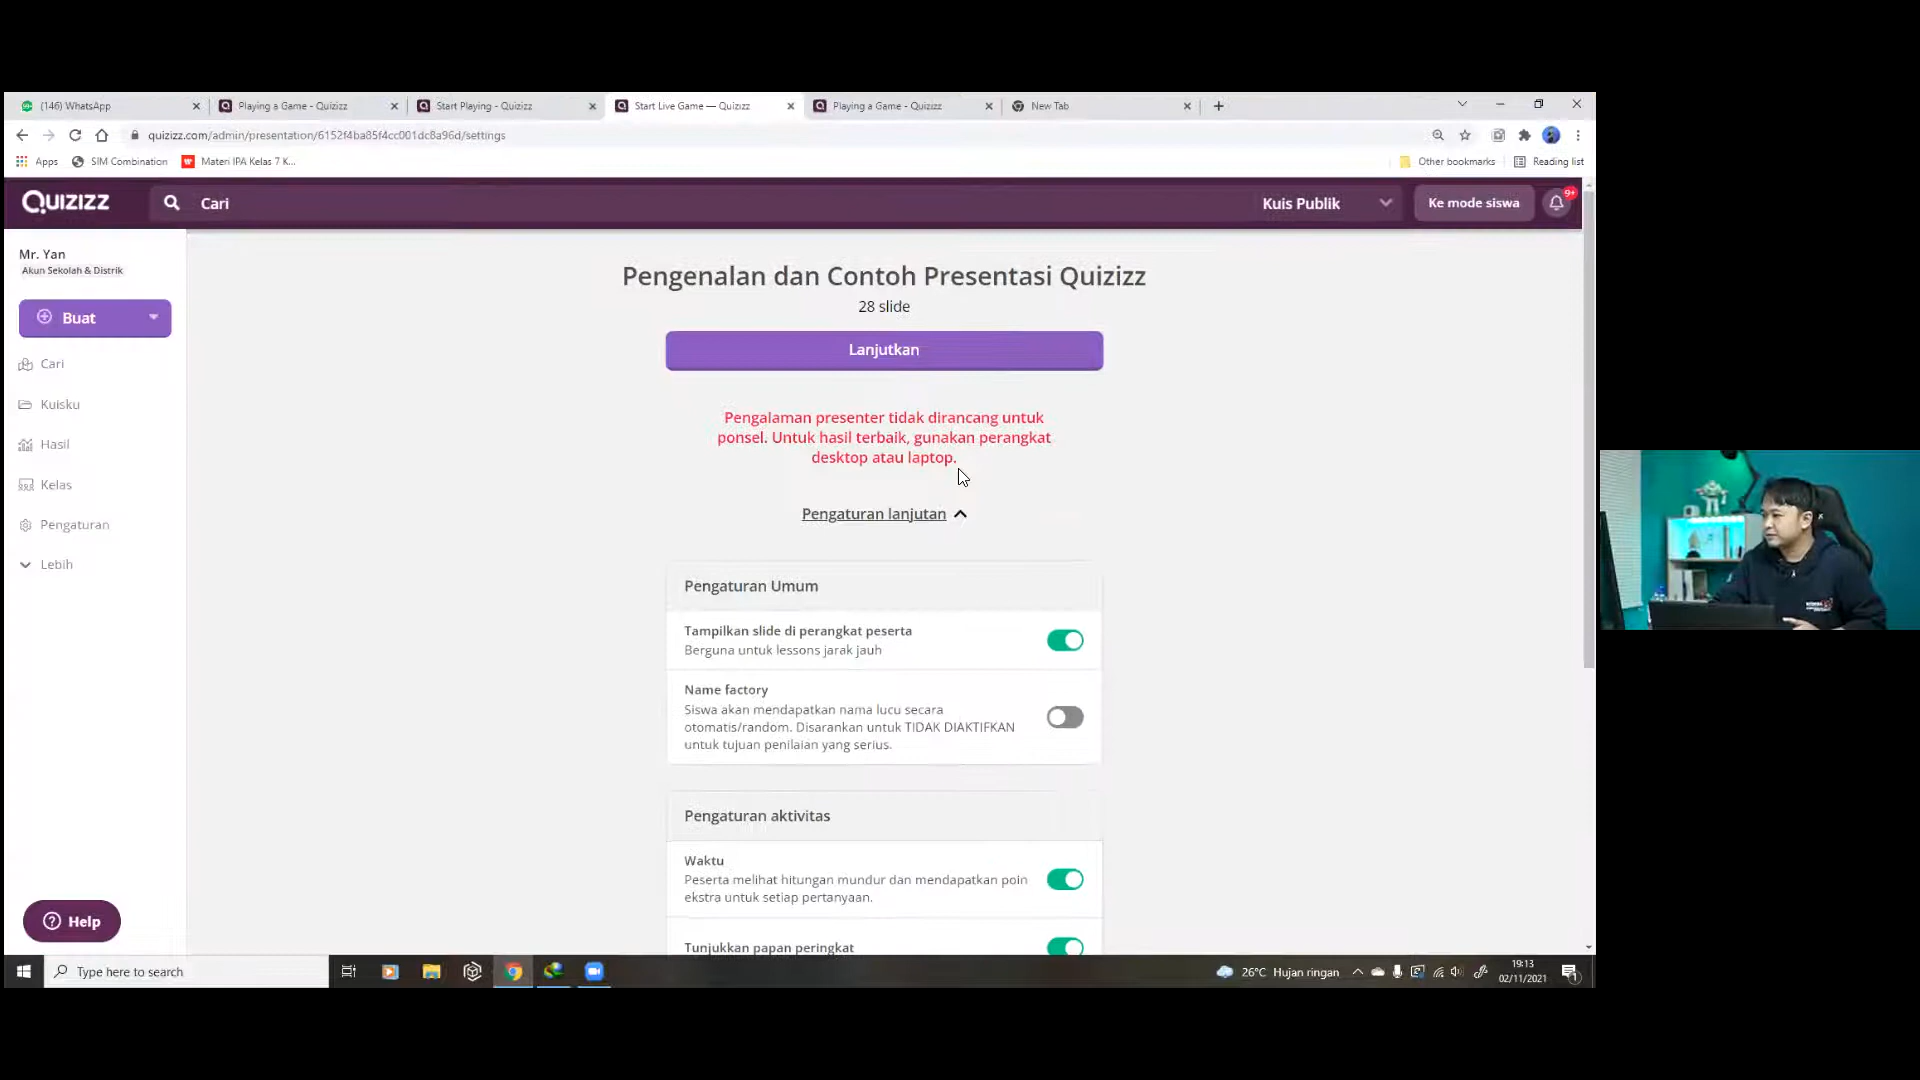 (146) WhatsApp
Playing a Game - Quizizz
Start Playing - Quizizz
Start Live Game — Quizizz
Playing a Game - Quizizz
New Tab
quizizz.com/admin/presentation/6152f4ba85f4cc001dc8a96d/settings
Apps
SIM Combination
Materi IPA Kelas 7 K...
Other bookmarks
Reading list
QUIZIZZ
Cari
Kuis Publik
Ke mode siswa
9+
Mr. Yan
Akun Sekolah & Distrik
Buat
Cari
Kuisku
Hasil
Kelas
Pengaturan
Lebih
Help
Pengenalan dan Contoh Presentasi Quizizz
28 slide
Lanjutkan
Pengalaman presenter tidak dirancang untuk
ponsel. Untuk hasil terbaik, gunakan perangkat
desktop atau laptop.
Pengaturan lanjutan
Pengaturan Umum
Tampilkan slide di perangkat peserta
Berguna untuk lessons jarak jauh
Name factory
Siswa akan mendapatkan nama lucu secara
otomatis/random. Disarankan untuk TIDAK DIAKTIFKAN
untuk tujuan penilaian yang serius.
Pengaturan aktivitas
Waktu
Peserta melihat hitungan mundur dan mendapatkan poin
ekstra untuk setiap pertanyaan.
Tunjukkan papan peringkat
Type here to search
26°C Hujan ringan
19:13
02/11/2021
1